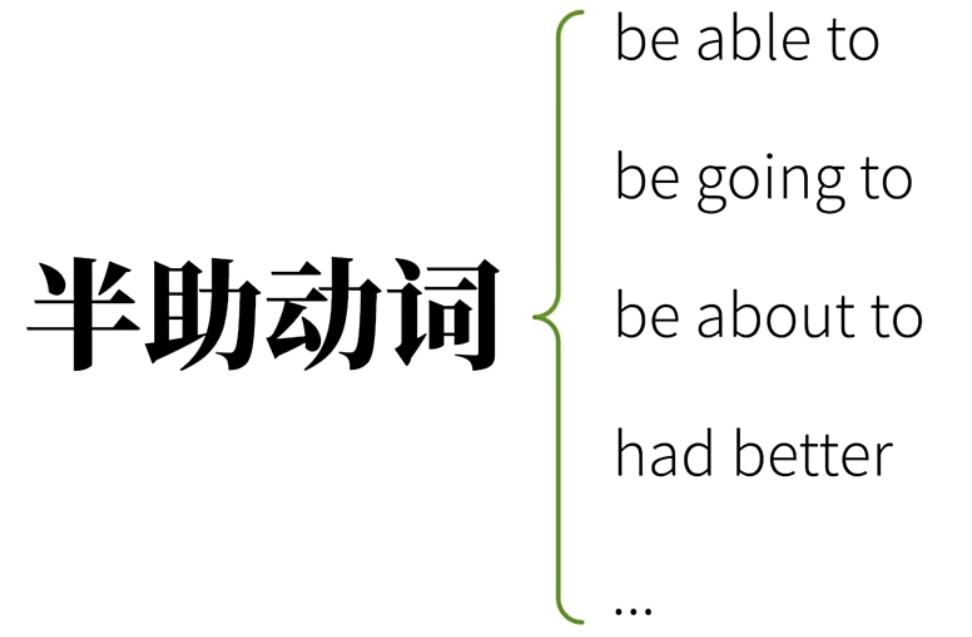 半助动词
be able to
be going to
be about to
had better
...